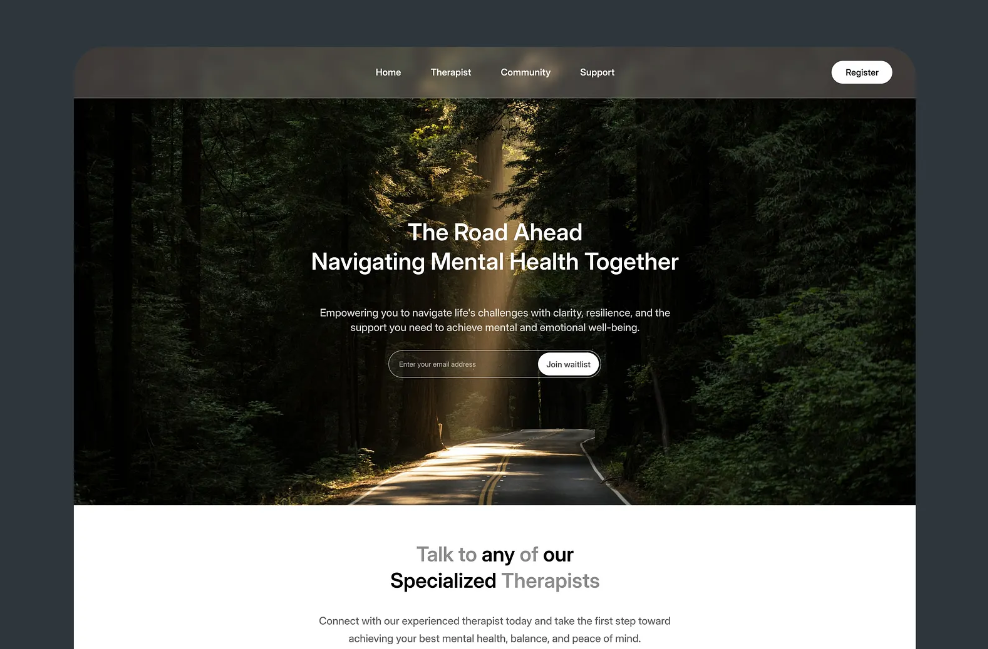 Home Therapist Community Support Register
The Road Ahead
Navigating Mental Health Together
Empowering you to navigate life's challenges with clarity, resilience, and the
support you need to achieve mental and emotional well-being.
Enter your email address Join waitlist
Talk to any of our
Specialized Therapists
Connect with our experienced therapist today and take the first step toward
achieving your best mental health, balance, and peace of mind.